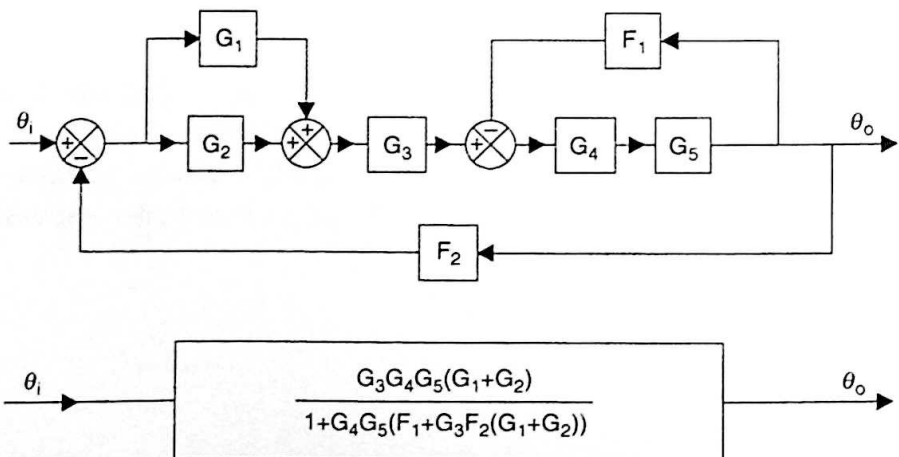 G₁
F₁
θᵢ + − G₂ + + G₃ + − G₄ G₅ θₒ
F₂
θᵢ G₃G₄G₅(G₁+G₂) θₒ
1+G₄G₅(F₁+G₃F₂(G₁+G₂))